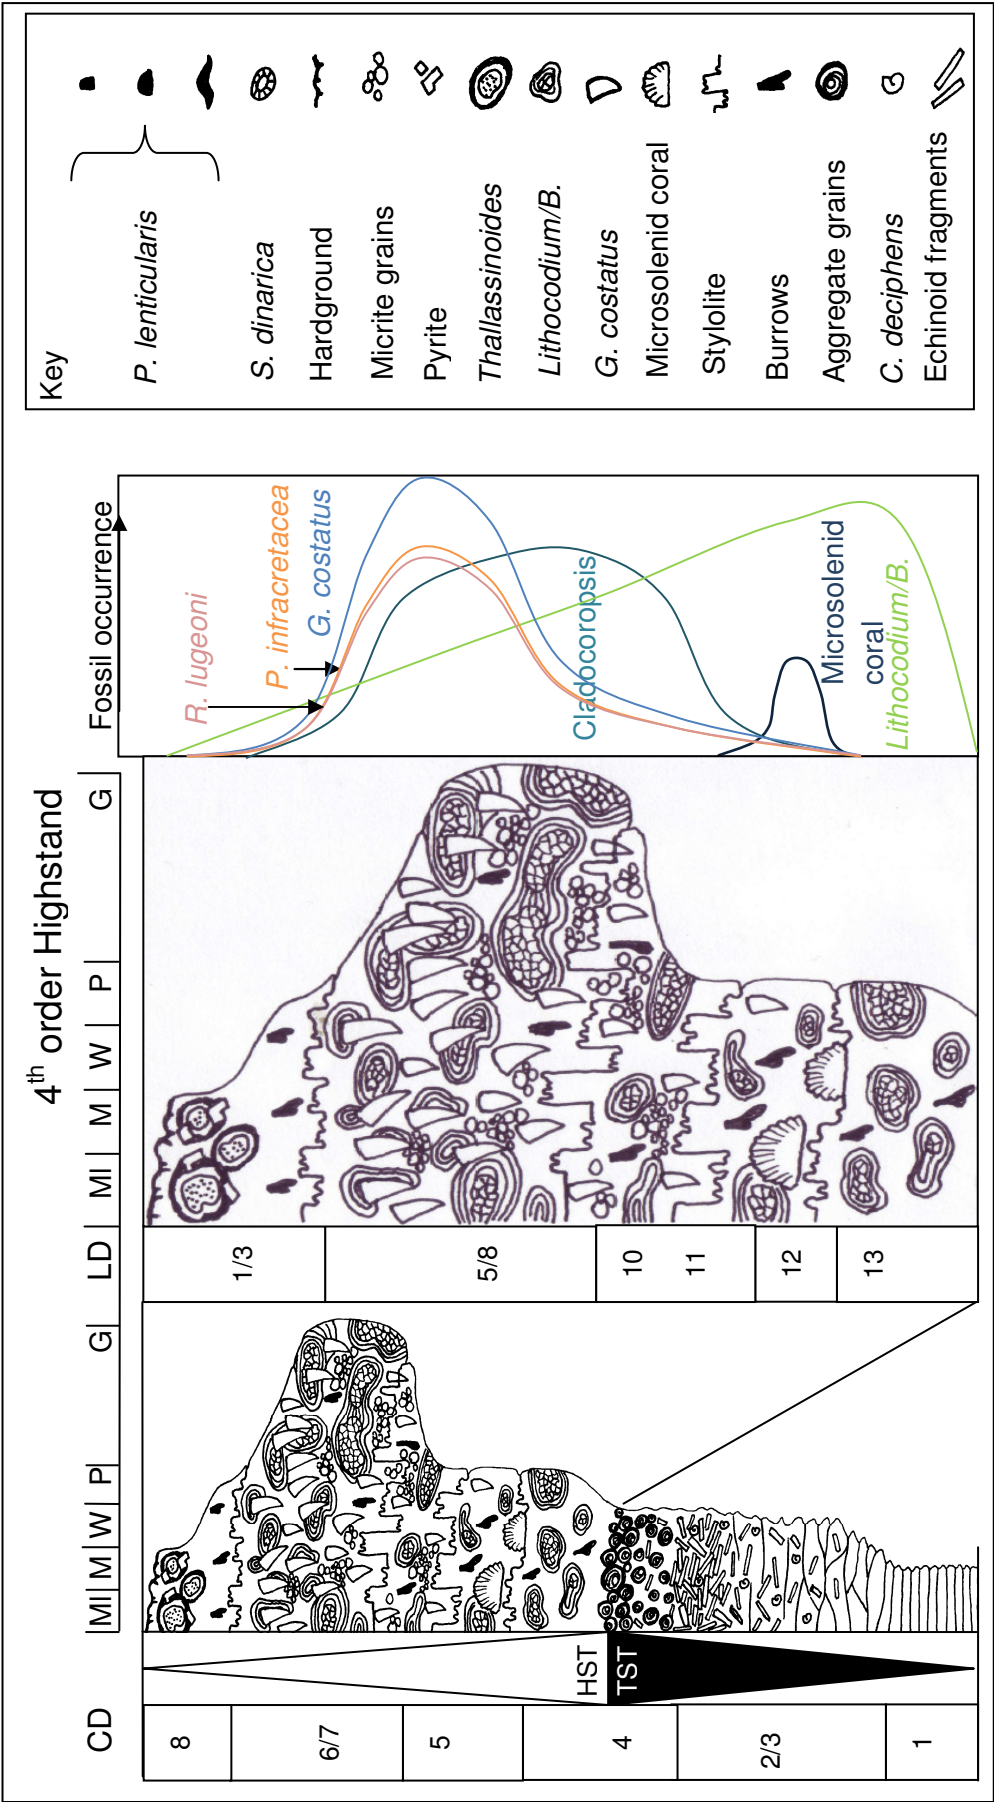 4th order Highstand
CD
MI
M
W
P
G
LD
MI
M
W
P
G
Fossil occurrence
8
6/7
5
4
2/3
1
HST
TST
1/3
5/8
10
11
12
13
R. lugeoni
P. infracretacea
G. costatus
Cladocoropsis
Microsolenid
coral
Lithocodium/B.
Key
P. lenticularis
S. dinarica
Hardground
Micrite grains
Pyrite
Thallassinoides
Lithocodium/B.
G. costatus
Microsolenid coral
Stylolite
Burrows
Aggregate grains
C. deciphens
Echinoid fragments